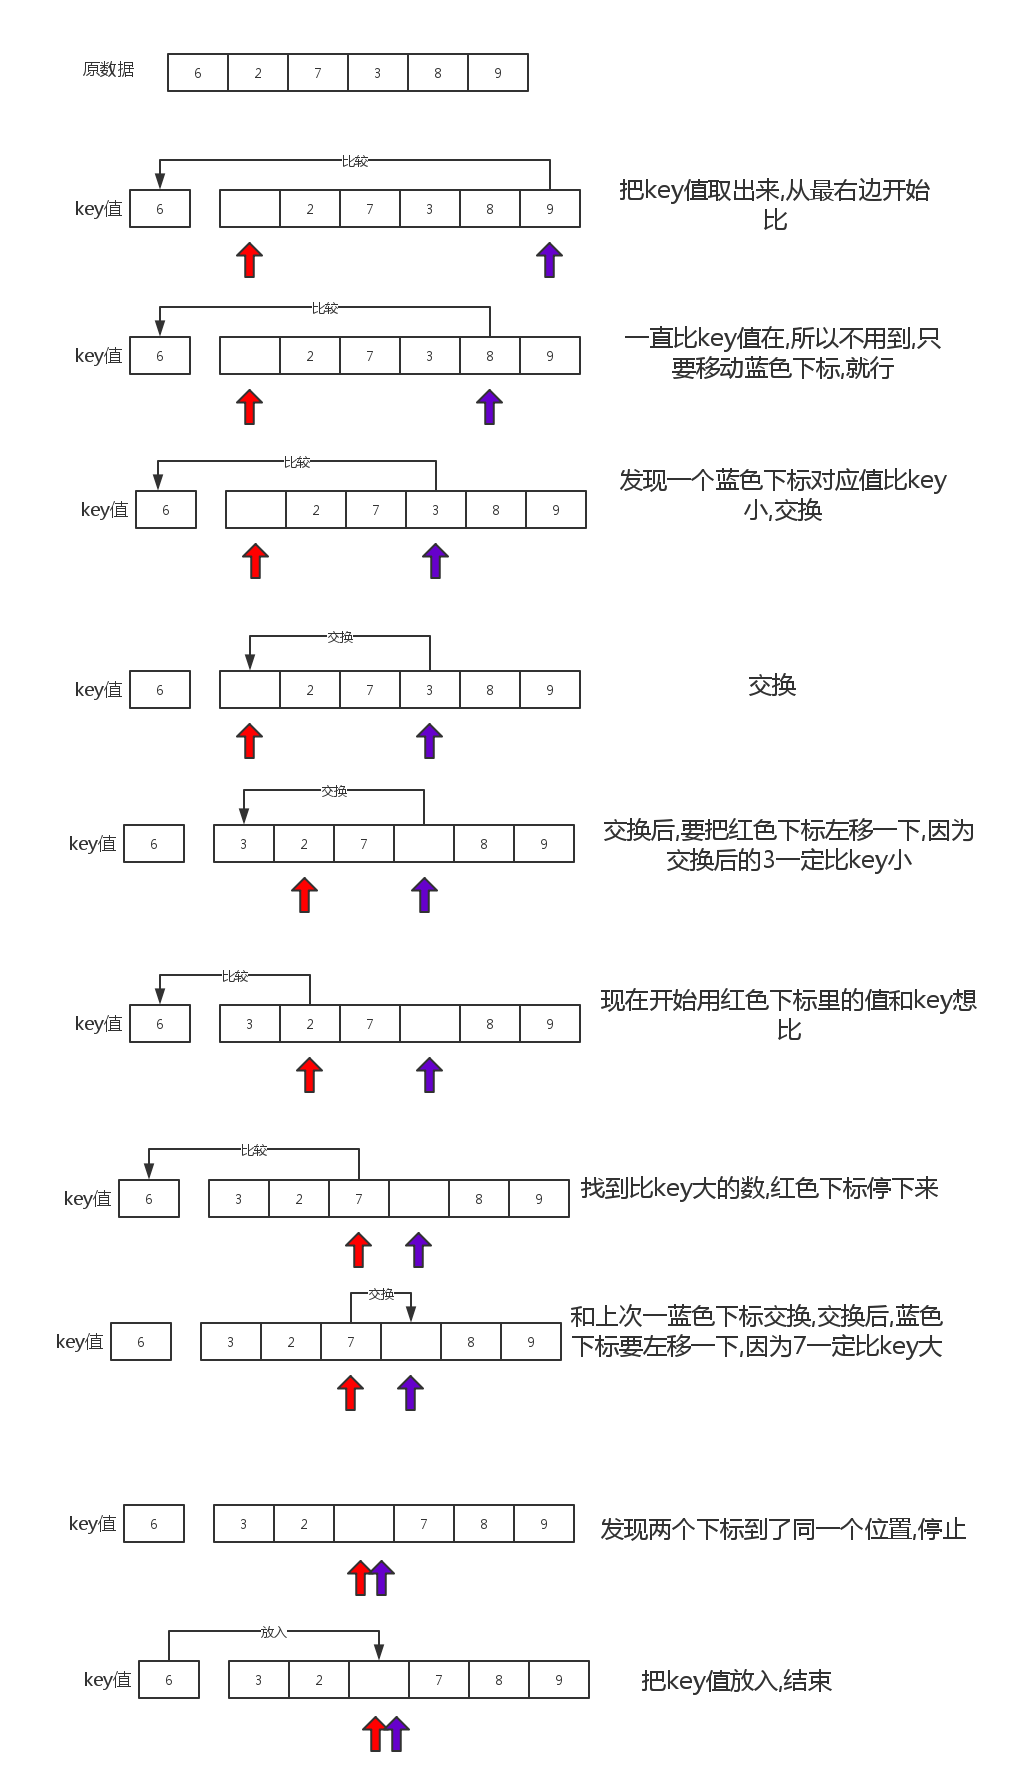 原数据 6 2 7 3 8 9
比较
key值 6 2 7 3 8 9
把key值取出来,从最右边开始
比
比较
key值 6 2 7 3 8 9
一直比key值在,所以不用到,只
要移动蓝色下标,就行
比较
key值 6 2 7 3 8 9
发现一个蓝色下标对应值比key
小,交换
交换
key值 6 2 7 3 8 9
交换
交换
key值 6 3 2 7 8 9
交换后,要把红色下标左移一下,因为
交换后的3一定比key小
比较
key值 6 3 2 7 8 9
现在开始用红色下标里的值和key想
比
比较
key值 6 3 2 7 8 9
找到比key大的数,红色下标停下来
交换
key值 6 3 2 7 8 9
和上次一蓝色下标交换,交换后,蓝色
下标要左移一下,因为7一定比key大
key值 6 3 2 7 8 9
发现两个下标到了同一个位置,停止
放入
key值 6 3 2 7 8 9
把key值放入,结束